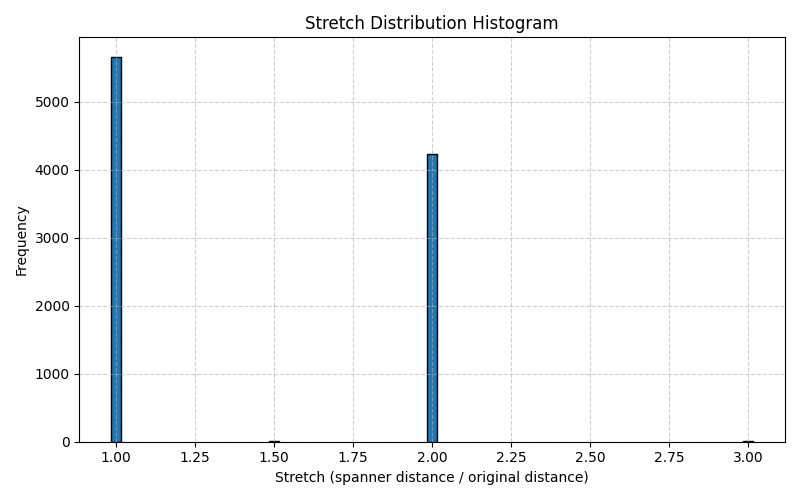 Stretch Distribution Histogram
Frequency
5000
4000
3000
2000
1000
0
1.00 1.25 1.50 1.75 2.00 2.25 2.50 2.75 3.00
Stretch (spanner distance / original distance)